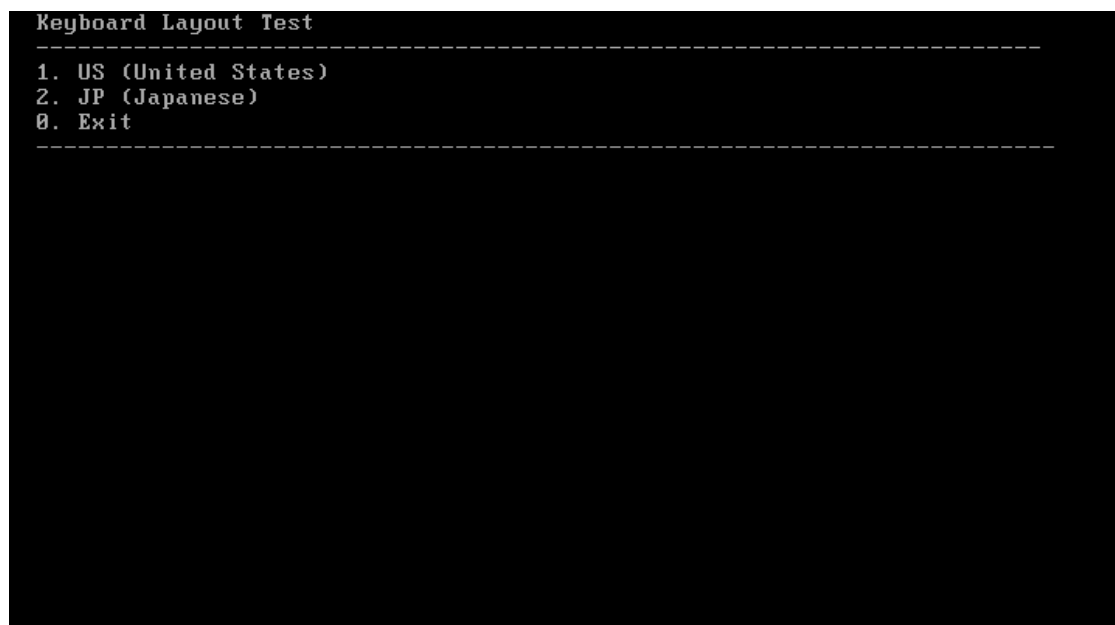 Keyboard Layout Test
------------------------------------------------------------------------
1. US (United States)
2. JP (Japanese)
0. Exit
-------------------------------------------------------------------------